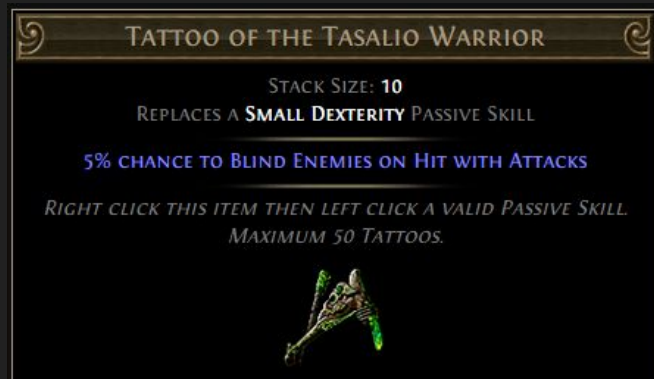 Tattoo of the Tasalio Warrior
Stack Size: 10
Replaces a Small Dexterity Passive Skill
5% chance to Blind Enemies on Hit with Attacks
Right click this item then left click a valid Passive Skill.
Maximum 50 Tattoos.